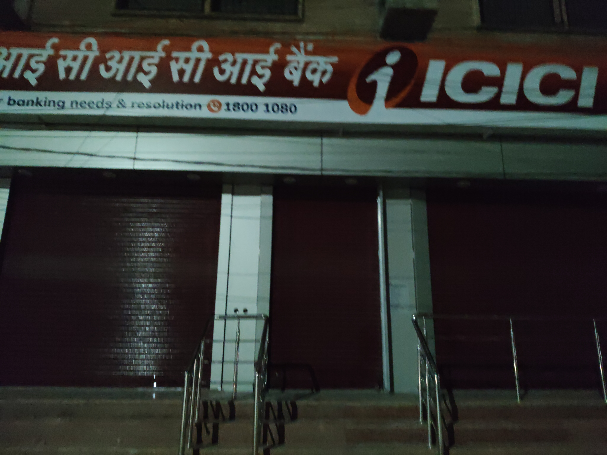 आई सी आई सी आई बैंक ICICI
banking needs & resolution 1800 1080